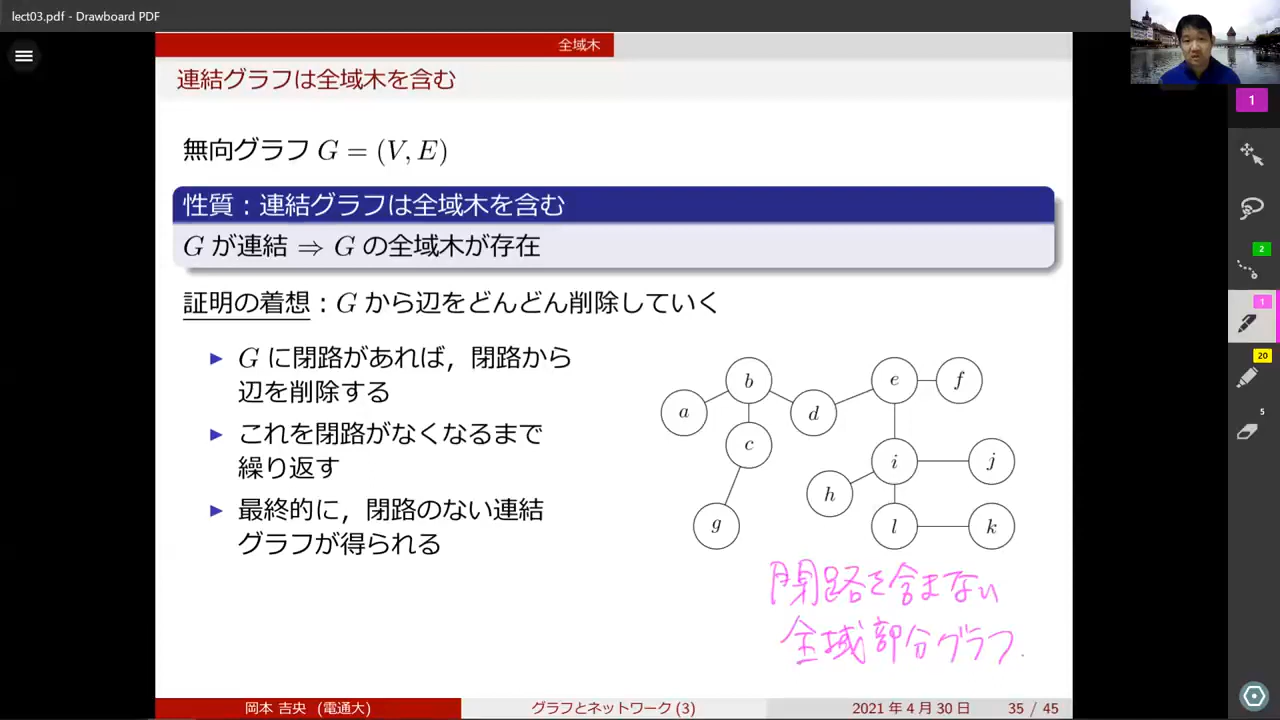 lect03.pdf - Drawboard PDF
全域木
連結グラフは全域木を含む
無向グラフ G = (V, E)
性質：連結グラフは全域木を含む
G が連結 ⇒ G の全域木が存在
証明の着想：G から辺をどんどん削除していく
▶ G に閉路があれば，閉路から
辺を削除する
▶ これを閉路がなくなるまで
繰り返す
▶ 最終的に，閉路のない連結
グラフが得られる
b
e
f
a
d
c
i
j
h
g
l
k
閉路を含まない
全域部分グラフ.
岡本 吉央 (電通大)
グラフとネットワーク (3)
2021 年 4 月 30 日
35 / 45
1
2
1
20
5